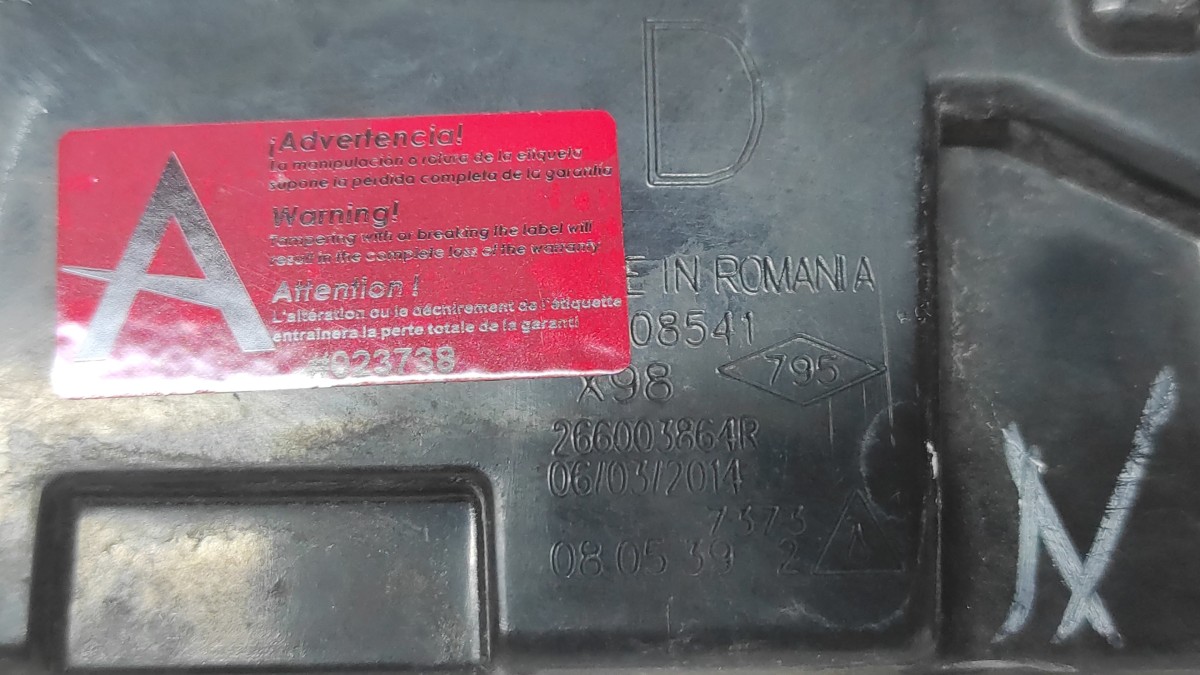 D
A
¡Advertencia!
La manipulación o rotura de la etiqueta
supone la pérdida completa de la garantía
Warning!
Tampering with or breaking the label will
result in the complete loss of the warranty
Attention !
L'altération ou le déchirement de l'étiquette
entraînera la perte totale de la garanti
#023738
E IN ROMANIA
08541
X98
795
266003864R
06/03/2014
7373
08 05 39 2